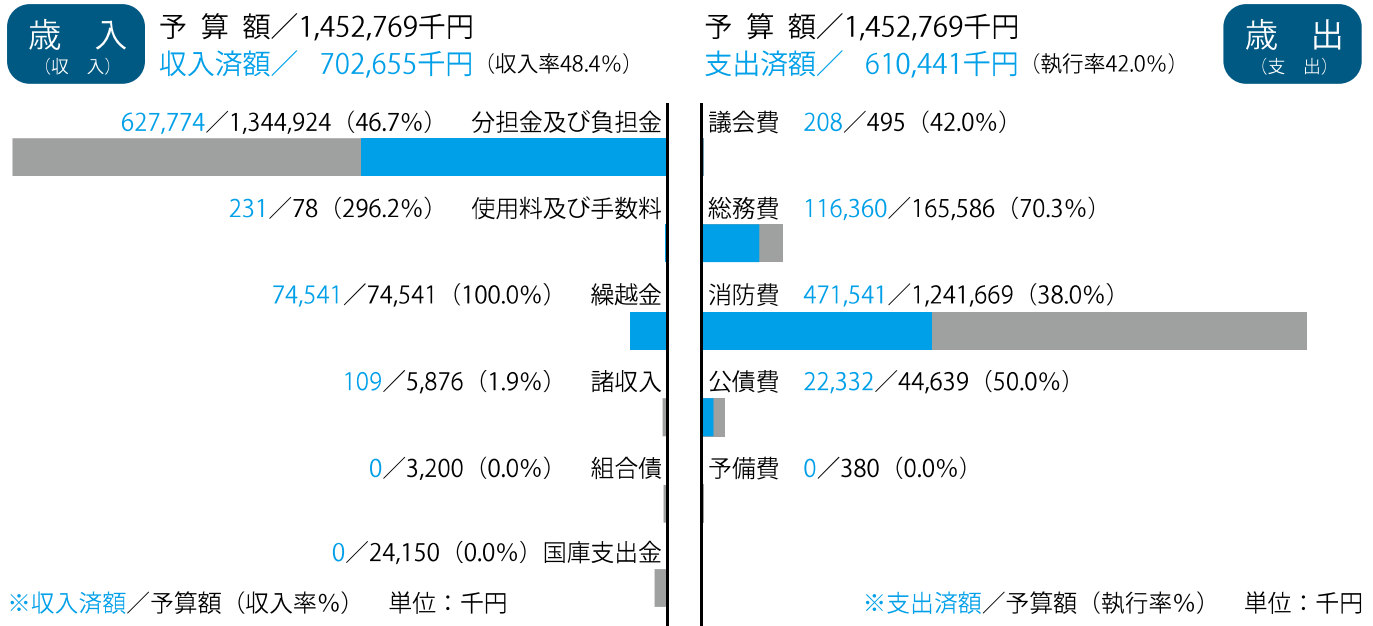 歳 入
（収 入）
予 算 額／1,452,769千円
収入済額／ 702,655千円（収入率48.4%）
627,774／1,344,924（46.7%） 分担金及び負担金
231／78（296.2%） 使用料及び手数料
74,541／74,541（100.0%） 繰越金
109／5,876（1.9%） 諸収入
0／3,200（0.0%） 組合債
0／24,150（0.0%）国庫支出金
※収入済額／予算額（収入率%） 単位：千円
予 算 額／1,452,769千円
支出済額／ 610,441千円（執行率42.0%）
歳 出
（支 出）
議会費 208／495（42.0%）
総務費 116,360／165,586（70.3%）
消防費 471,541／1,241,669（38.0%）
公債費 22,332／44,639（50.0%）
予備費 0／380（0.0%）
※支出済額／予算額（執行率%） 単位：千円